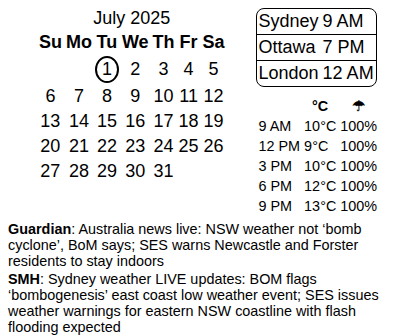 July 2025
Su Mo Tu We Th Fr Sa
1 2 3 4 5
6 7 8 9 10 11 12
13 14 15 16 17 18 19
20 21 22 23 24 25 26
27 28 29 30 31
Sydney 9 AM
Ottawa 7 PM
London 12 AM
°C ☂
9 AM 10°C 100%
12 PM 9°C 100%
3 PM 10°C 100%
6 PM 12°C 100%
9 PM 13°C 100%
Guardian: Australia news live: NSW weather not ‘bomb
cyclone’, BoM says; SES warns Newcastle and Forster
residents to stay indoors
SMH: Sydney weather LIVE updates: BOM flags
‘bombogenesis’ east coast low weather event; SES issues
weather warnings for eastern NSW coastline with flash
flooding expected